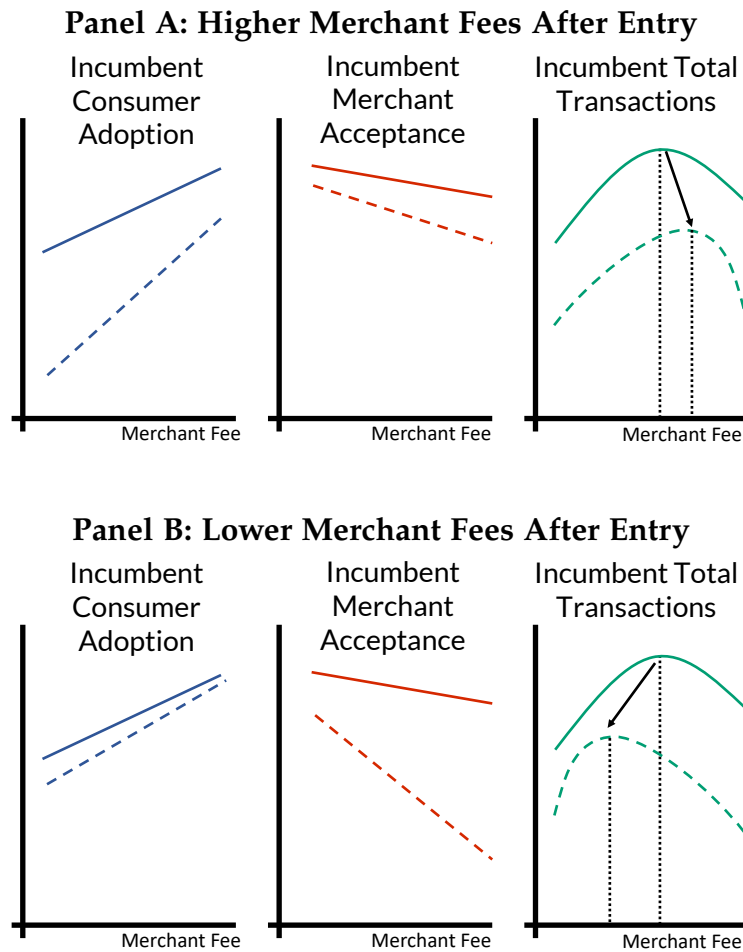 Panel A: Higher Merchant Fees After Entry
Incumbent
Consumer
Adoption
Incumbent
Merchant
Acceptance
Incumbent Total
Transactions
Merchant Fee
Merchant Fee
Merchant Fee
Panel B: Lower Merchant Fees After Entry
Incumbent
Consumer
Adoption
Incumbent
Merchant
Acceptance
Incumbent Total
Transactions
Merchant Fee
Merchant Fee
Merchant Fee